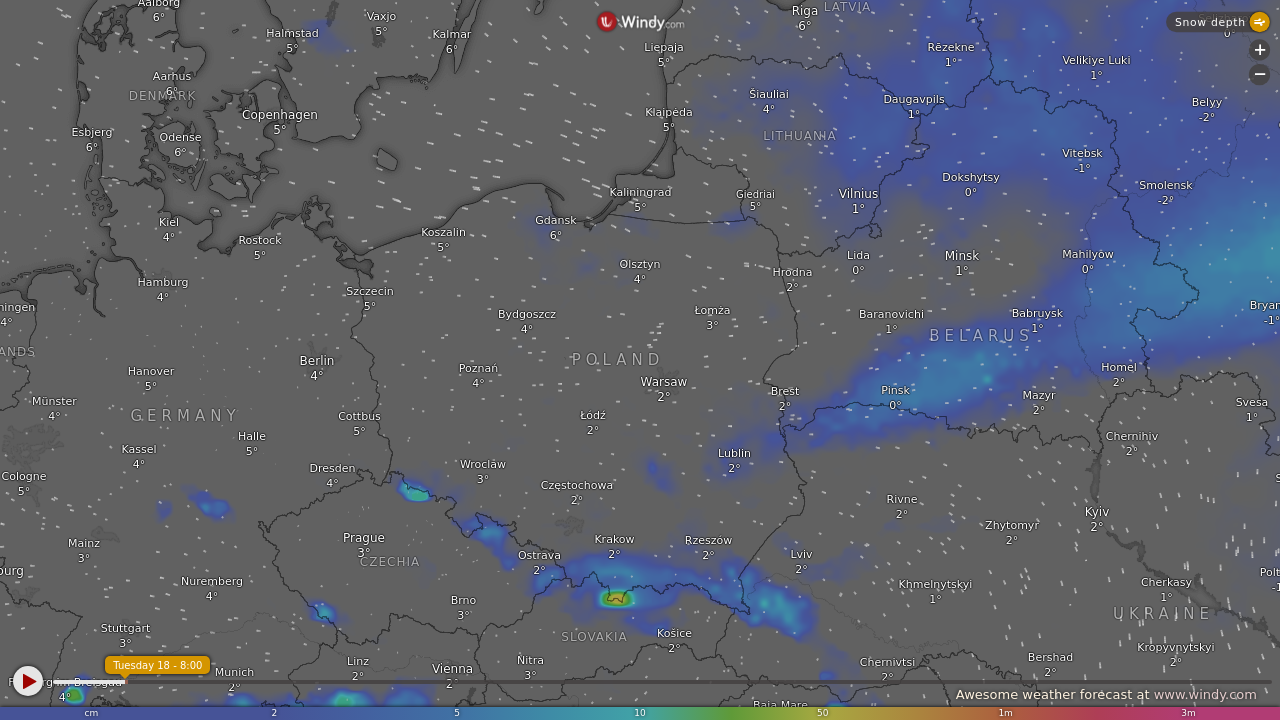 Aalborg
6°
Halmstad
5°
Vaxjo
5°
Kalmar
6°
Windy.com
Liepaja
5°
Riga
6°
LATVIA
Rēzekne
1°
Velikiye Luki
1°
Snow depth
0°
+
−
Aarhus
6°
DENMARK
Copenhagen
5°
Esbjerg
6°
Odense
6°
Klaipėda
5°
Šiauliai
4°
LITHUANIA
Daugavpils
1°
Belyy
-2°
Vitebsk
-1°
Kaliningrad
5°
Giedriai
5°
Vilnius
1°
Dokshytsy
0°
Smolensk
-2°
Kiel
4°
Rostock
5°
Koszalin
5°
Gdansk
6°
Hamburg
4°
Szczecin
5°
Olsztyn
4°
Hrodna
2°
Lida
0°
Minsk
1°
Mahilyow
0°
ningen
4°
Bydgoszcz
4°
Łomża
3°
Baranovichi
1°
BELARUS
Babruysk
1°
Bryan
-1°
ANDS
Hanover
5°
Berlin
4°
Poznań
4°
POLAND
Warsaw
2°
Brest
2°
Pinsk
0°
Homel
2°
Mazyr
2°
Münster
4°
GERMANY
Cottbus
5°
Łódź
2°
Svesa
1°
Kassel
4°
Halle
5°
Chernihiv
2°
Cologne
5°
Dresden
4°
Wrocław
3°
Częstochowa
2°
Lublin
2°
Rivne
2°
Zhytomyr
2°
Kyiv
2°
Mainz
3°
Prague
3°
CZECHIA
Ostrava
2°
Krakow
2°
Rzeszow
2°
Lviv
2°
burg
Nuremberg
4°
Khmelnytskyi
1°
Cherkasy
1°
Polt
-1
Brno
3°
UKRAINE
Stuttgart
3°
SLOVAKIA
Košice
2°
Kropyvnytskyi
2°
Tuesday 18 - 8:00
Munich
2°
Linz
2°
Vienna
2
Nitra
3°
Chernivtsi
2°
Bershad
2°
4°
Baia Mare
Awesome weather forecast at www.windy.com
cm 2 5 10 50 1m 3m